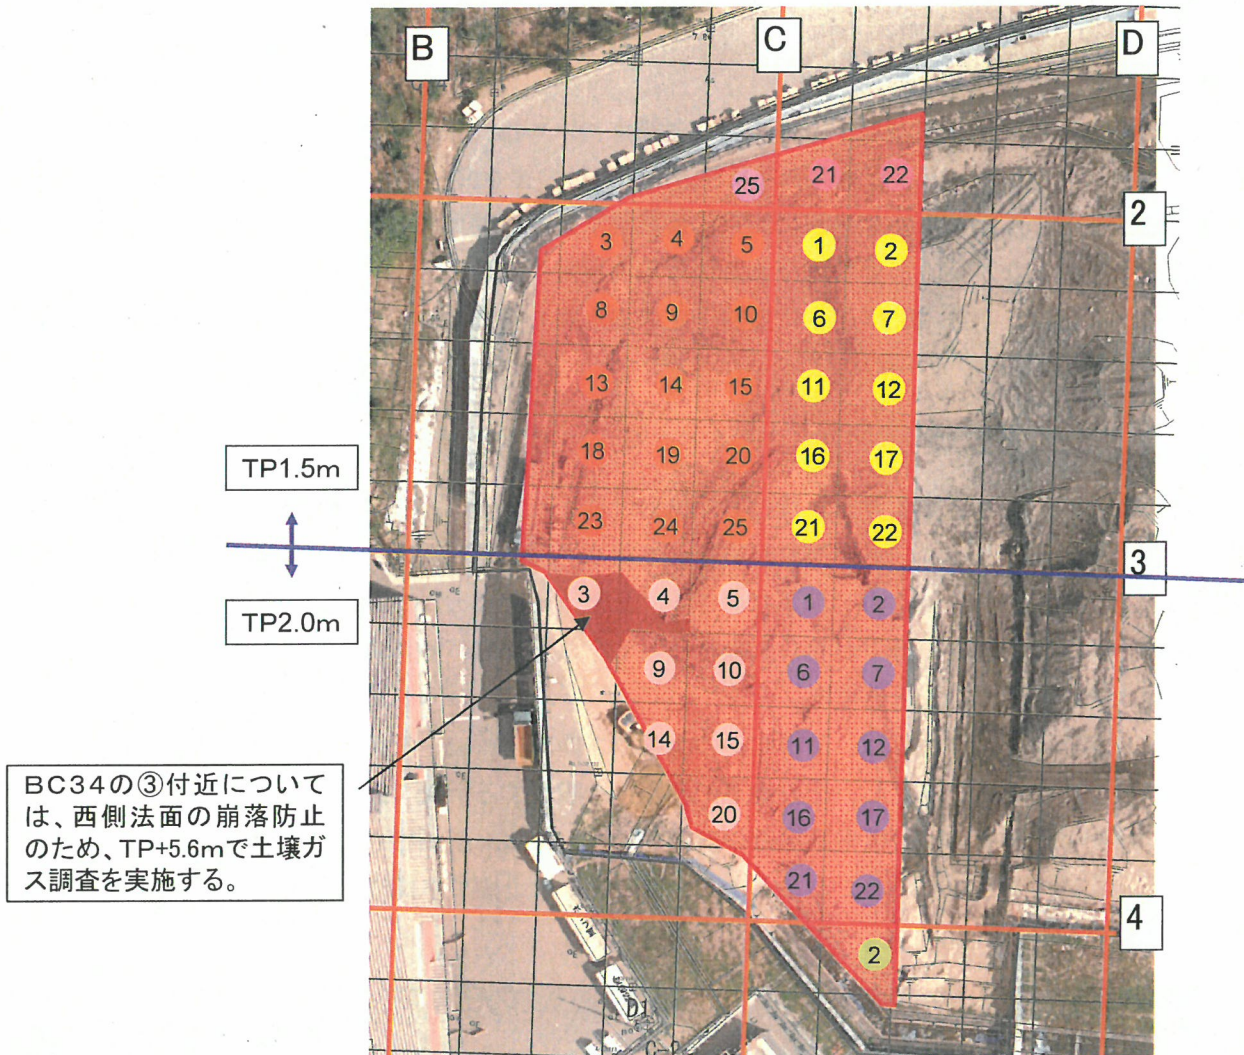 B C D
25 21 22
2
3 4 5 1 2
8 9 10 6 7
13 14 15 11 12
18 19 20 16 17
TP1.5m
23 24 25 21 22
3
TP2.0m
3 4 5 1 2
9 10 6 7
14 15 11 12
BC34の③付近について
は、西側法面の崩落防止
のため、TP+5.6mで土壌ガ
ス調査を実施する。
20 16 17
21 22
4
2